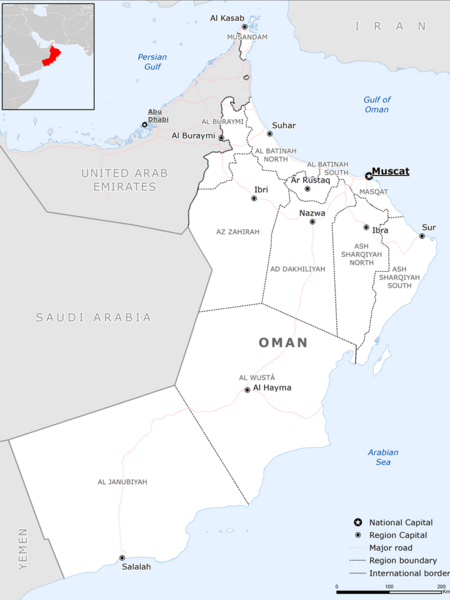 I R A N
Al Kasab
MUSANDAM
Persian
Gulf
Gulf of
Oman
Abu
Dhabi
AL BURAYMI
Suhar
Al Buraymi
AL BATINAH
NORTH
AL BATINAH
SOUTH
Muscat
UNITED ARAB
EMIRATES
Ar Rustaq
Ibri
MASQAT
Nazwa
Ibra
Sur
AZ ZAHIRAH
ASH
SHARQIYAH
NORTH
AD DAKHILIYAH
ASH
SHARQIYAH
SOUTH
SAUDI ARABIA
OMAN
AL WUSTÁ
Al Hayma
Arabian
Sea
AL JANUBIYAH
YEMEN
Salalah
National Capital
Region Capital
Major road
Region boundary
International border
0 100 200
Km